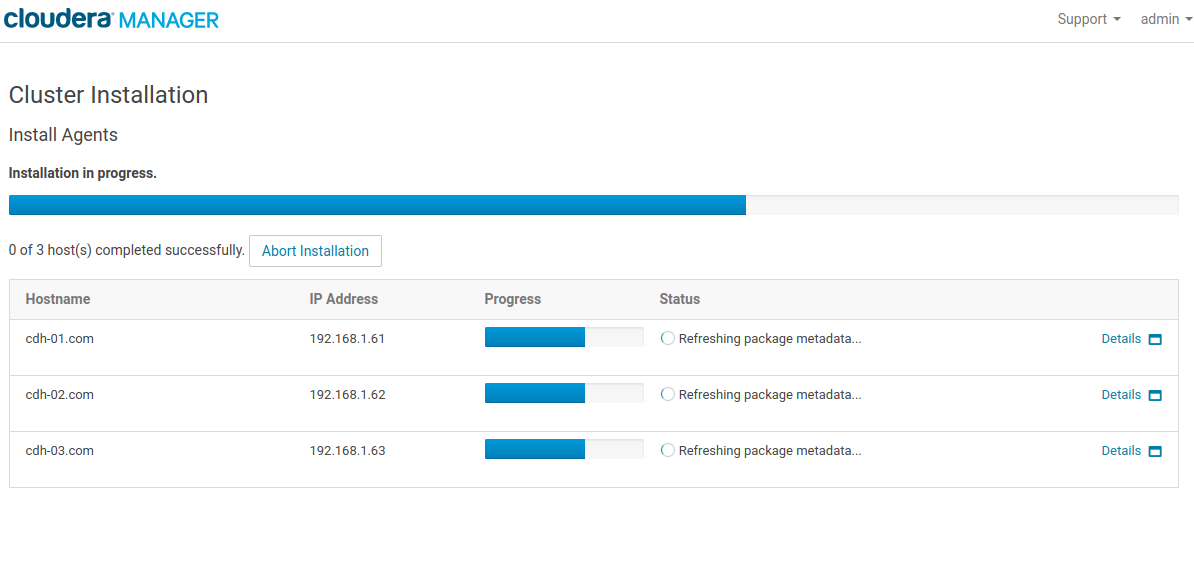 cloudera MANAGER Support admin
Cluster Installation
Install Agents
Installation in progress.
0 of 3 host(s) completed successfully. Abort Installation
Hostname IP Address Progress Status
cdh-01.com 192.168.1.61 Refreshing package metadata... Details
cdh-02.com 192.168.1.62 Refreshing package metadata... Details
cdh-03.com 192.168.1.63 Refreshing package metadata... Details